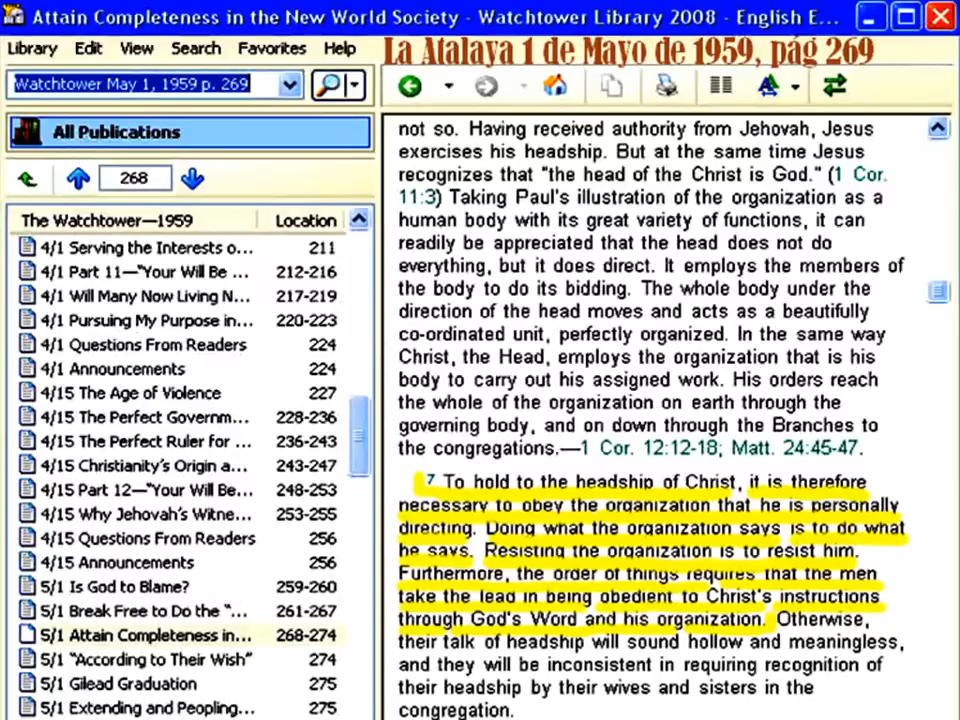 Attain Completeness in the New World Society - Watchtower Library 2008 - English E...
Library Edit View Search Favorites Help
La Atalaya 1 de Mayo de 1959, pág 269
Watchtower May 1, 1959 p. 269
All Publications
268
The Watchtower—1959 Location
4/1 Serving the Interests o... 211
4/1 Part 11—"Your Will Be ... 212-216
4/1 Will Many Now Living N... 217-219
4/1 Pursuing My Purpose in... 220-223
4/1 Questions From Readers 224
4/1 Announcements 224
4/15 The Age of Violence 227
4/15 The Perfect Governm... 228-236
4/15 The Perfect Ruler for ... 236-243
4/15 Christianity's Origin a... 243-247
4/15 Part 12—"Your Will Be... 248-253
4/15 Why Jehovah's Witne... 253-255
4/15 Questions From Readers 256
4/15 Announcements 256
5/1 Is God to Blame? 259-260
5/1 Break Free to Do the "... 261-267
5/1 Attain Completeness in... 268-274
5/1 "According to Their Wish" 274
5/1 Gilead Graduation 275
5/1 Extending and Peopling... 275
not so. Having received authority from Jehovah, Jesus
exercises his headship. But at the same time Jesus
recognizes that "the head of the Christ is God." (1 Cor.
11:3) Taking Paul's illustration of the organization as a
human body with its great variety of functions, it can
readily be appreciated that the head does not do
everything, but it does direct. It employs the members of
the body to do its bidding. The whole body under the
direction of the head moves and acts as a beautifully
co-ordinated unit, perfectly organized. In the same way
Christ, the Head, employs the organization that is his
body to carry out his assigned work. His orders reach
the whole of the organization on earth through the
governing body, and on down through the Branches to
the congregations.—1 Cor. 12:12-18; Matt. 24:45-47.
7 To hold to the headship of Christ, it is therefore
necessary to obey the organization that he is personally
directing. Doing what the organization says is to do what
he says. Resisting the organization is to resist him.
Furthermore, the order of things requires that the men
take the lead in being obedient to Christ's instructions
through God's Word and his organization. Otherwise,
their talk of headship will sound hollow and meaningless,
and they will be inconsistent in requiring recognition of
their headship by their wives and sisters in the
congregation.